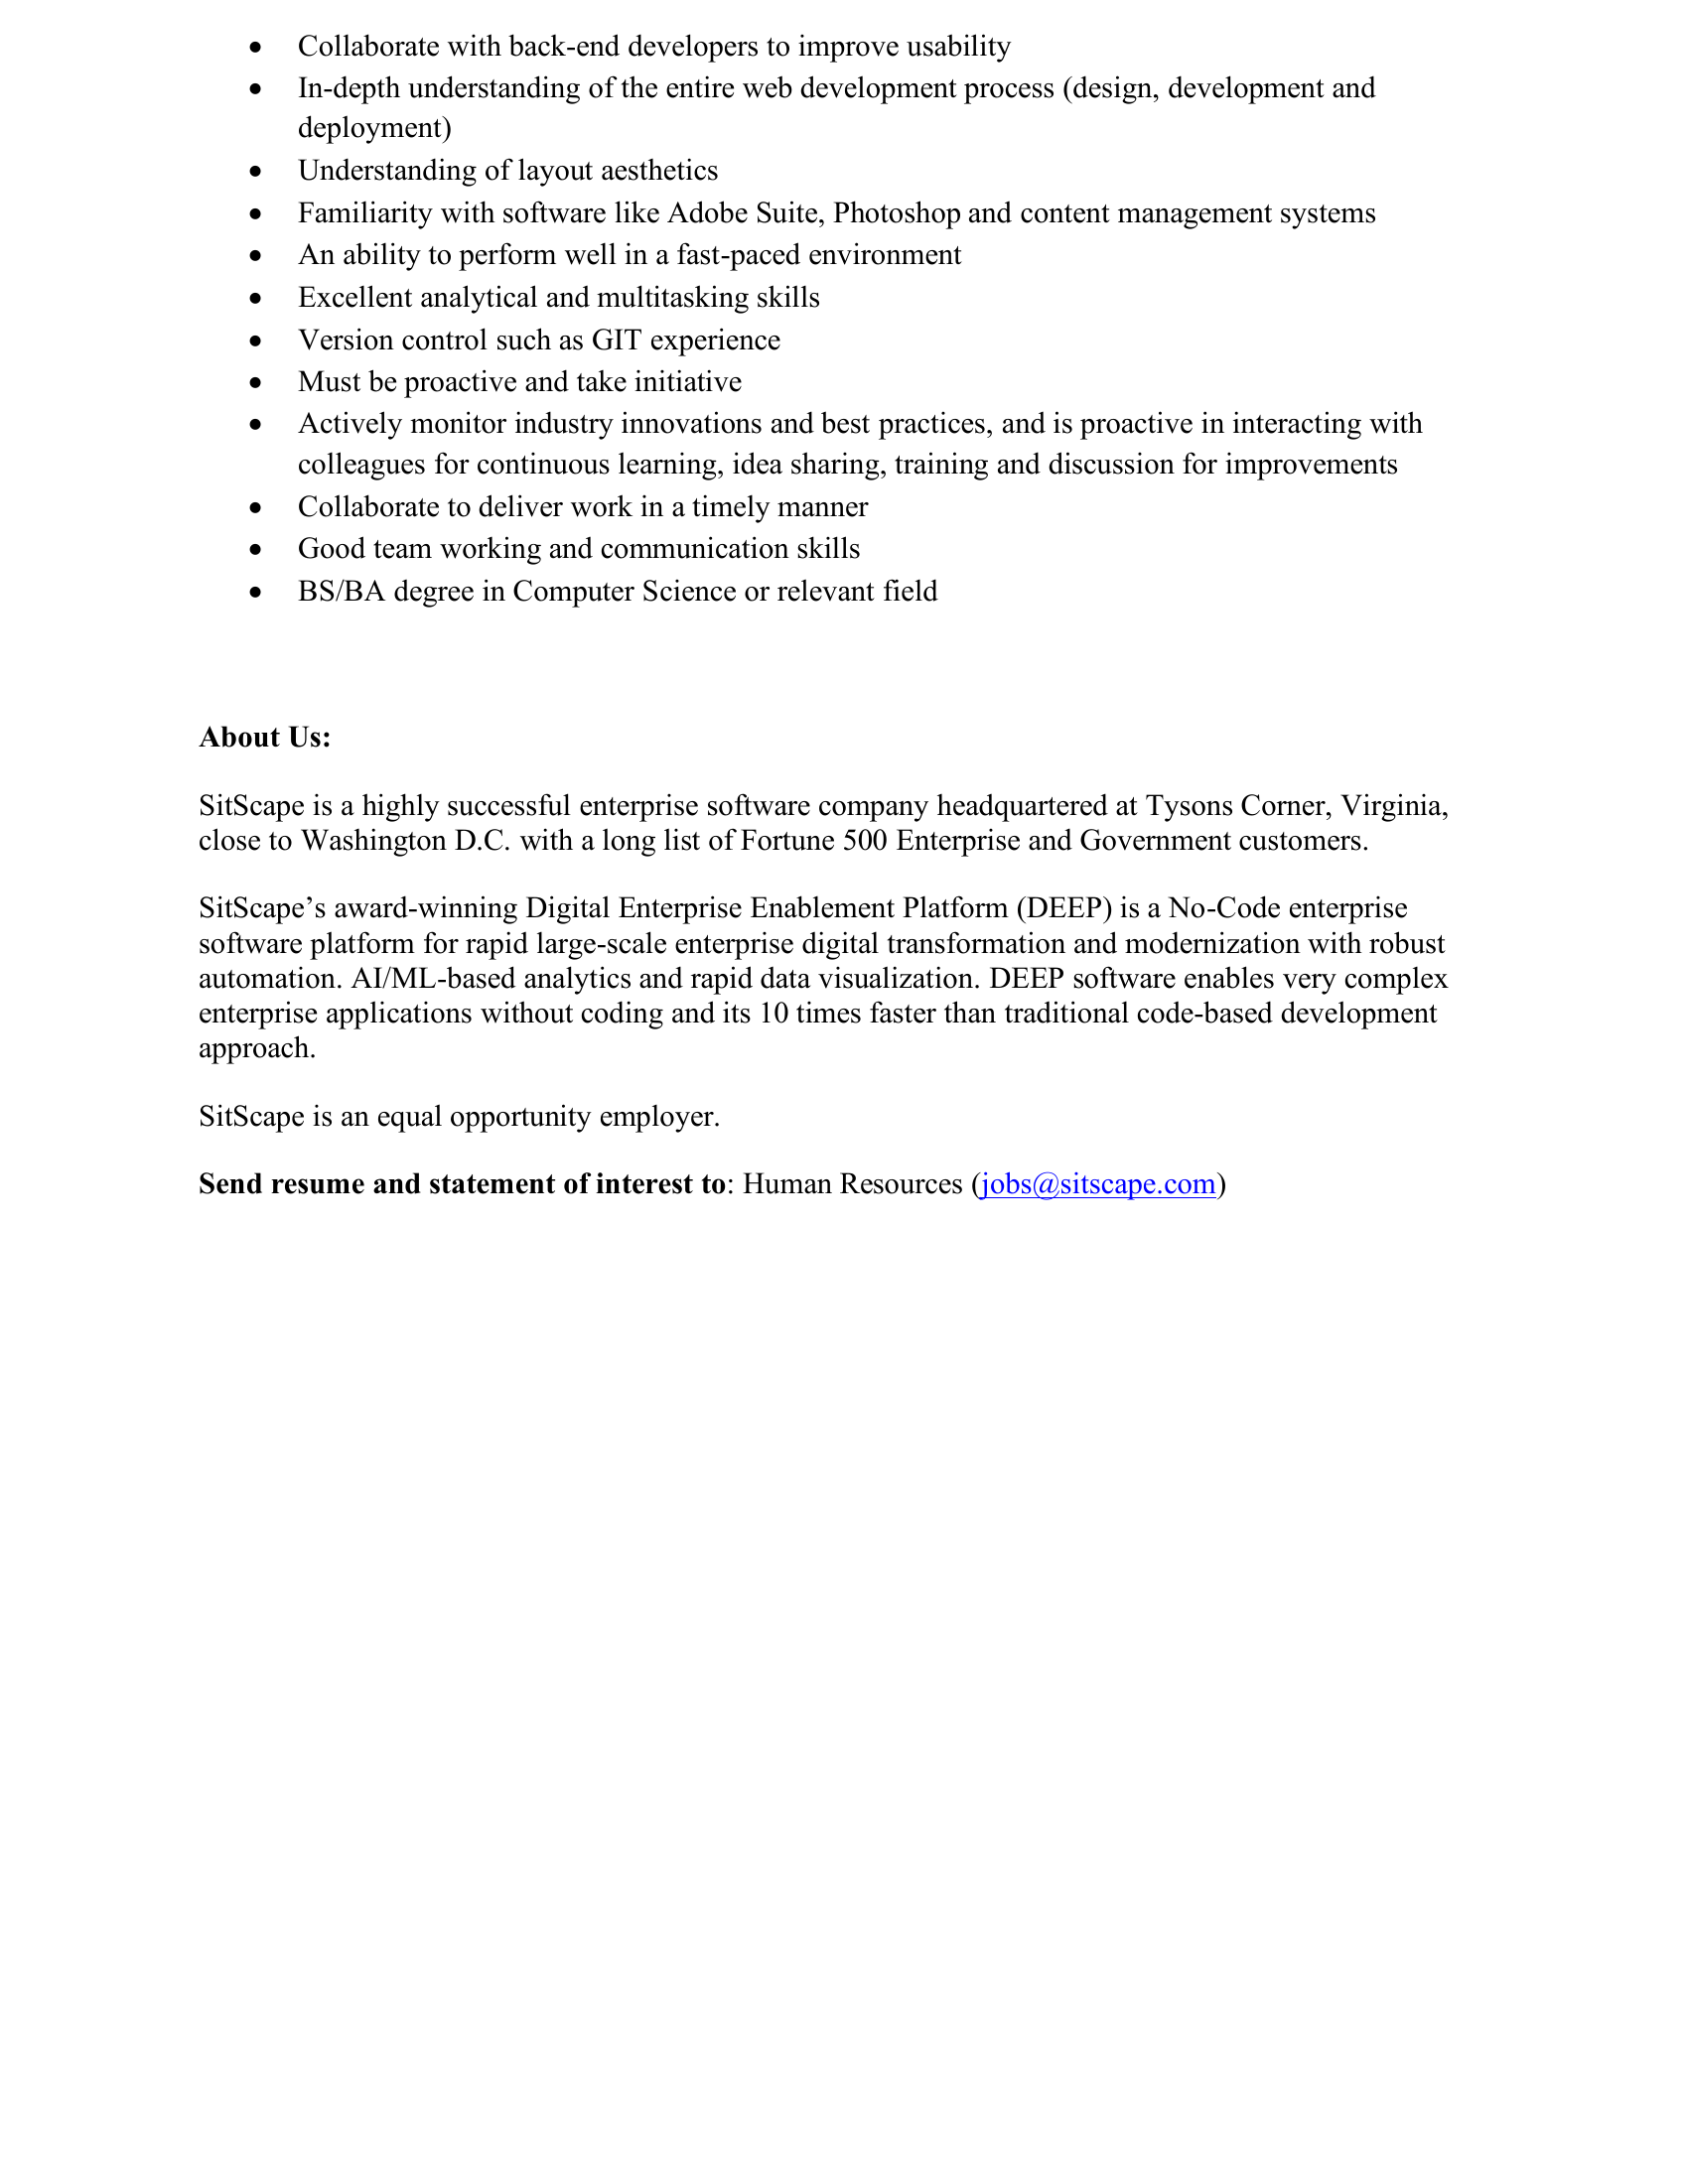 • Collaborate with back-end developers to improve usability
• In-depth understanding of the entire web development process (design, development and
deployment)
• Understanding of layout aesthetics
• Familiarity with software like Adobe Suite, Photoshop and content management systems
• An ability to perform well in a fast-paced environment
• Excellent analytical and multitasking skills
• Version control such as GIT experience
• Must be proactive and take initiative
• Actively monitor industry innovations and best practices, and is proactive in interacting with
colleagues for continuous learning, idea sharing, training and discussion for improvements
• Collaborate to deliver work in a timely manner
• Good team working and communication skills
• BS/BA degree in Computer Science or relevant field
About Us:
SitScape is a highly successful enterprise software company headquartered at Tysons Corner, Virginia,
close to Washington D.C. with a long list of Fortune 500 Enterprise and Government customers.
SitScape’s award-winning Digital Enterprise Enablement Platform (DEEP) is a No-Code enterprise
software platform for rapid large-scale enterprise digital transformation and modernization with robust
automation. AI/ML-based analytics and rapid data visualization. DEEP software enables very complex
enterprise applications without coding and its 10 times faster than traditional code-based development
approach.
SitScape is an equal opportunity employer.
Send resume and statement of interest to: Human Resources (jobs@sitscape.com)